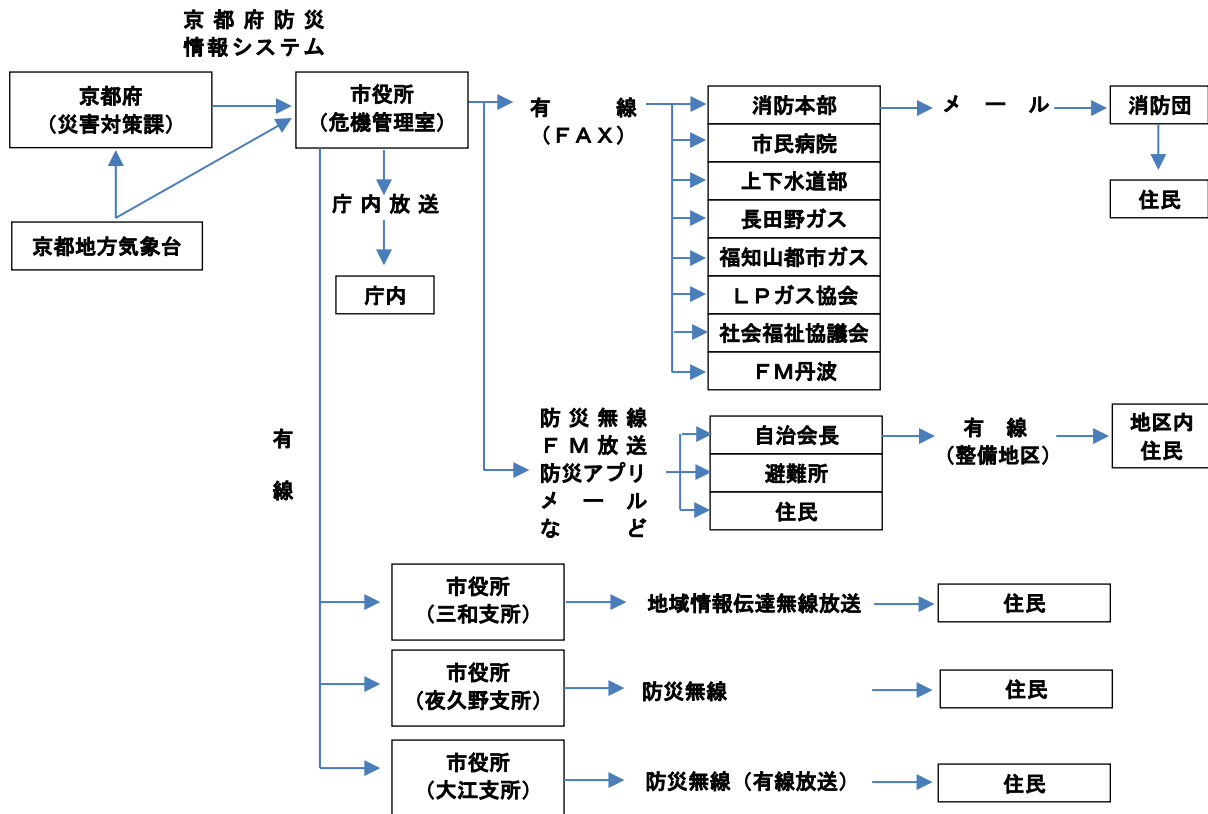 京都府防災
情報システム
京都府
（災害対策課）
市役所
（危機管理室）
有線
（ＦＡＸ）
消防本部
市民病院
上下水道部
長田野ガス
福知山都市ガス
ＬＰガス協会
社会福祉協議会
ＦＭ丹波
メール
消防団
住民
京都地方気象台
庁内放送
庁内
防災無線
ＦＭ放送
防災アプリ
メール
など
自治会長
避難所
住民
有線
（整備地区）
地区内
住民
有
線
市役所
（三和支所）
地域情報伝達無線放送
住民
市役所
（夜久野支所）
防災無線
住民
市役所
（大江支所）
防災無線（有線放送）
住民